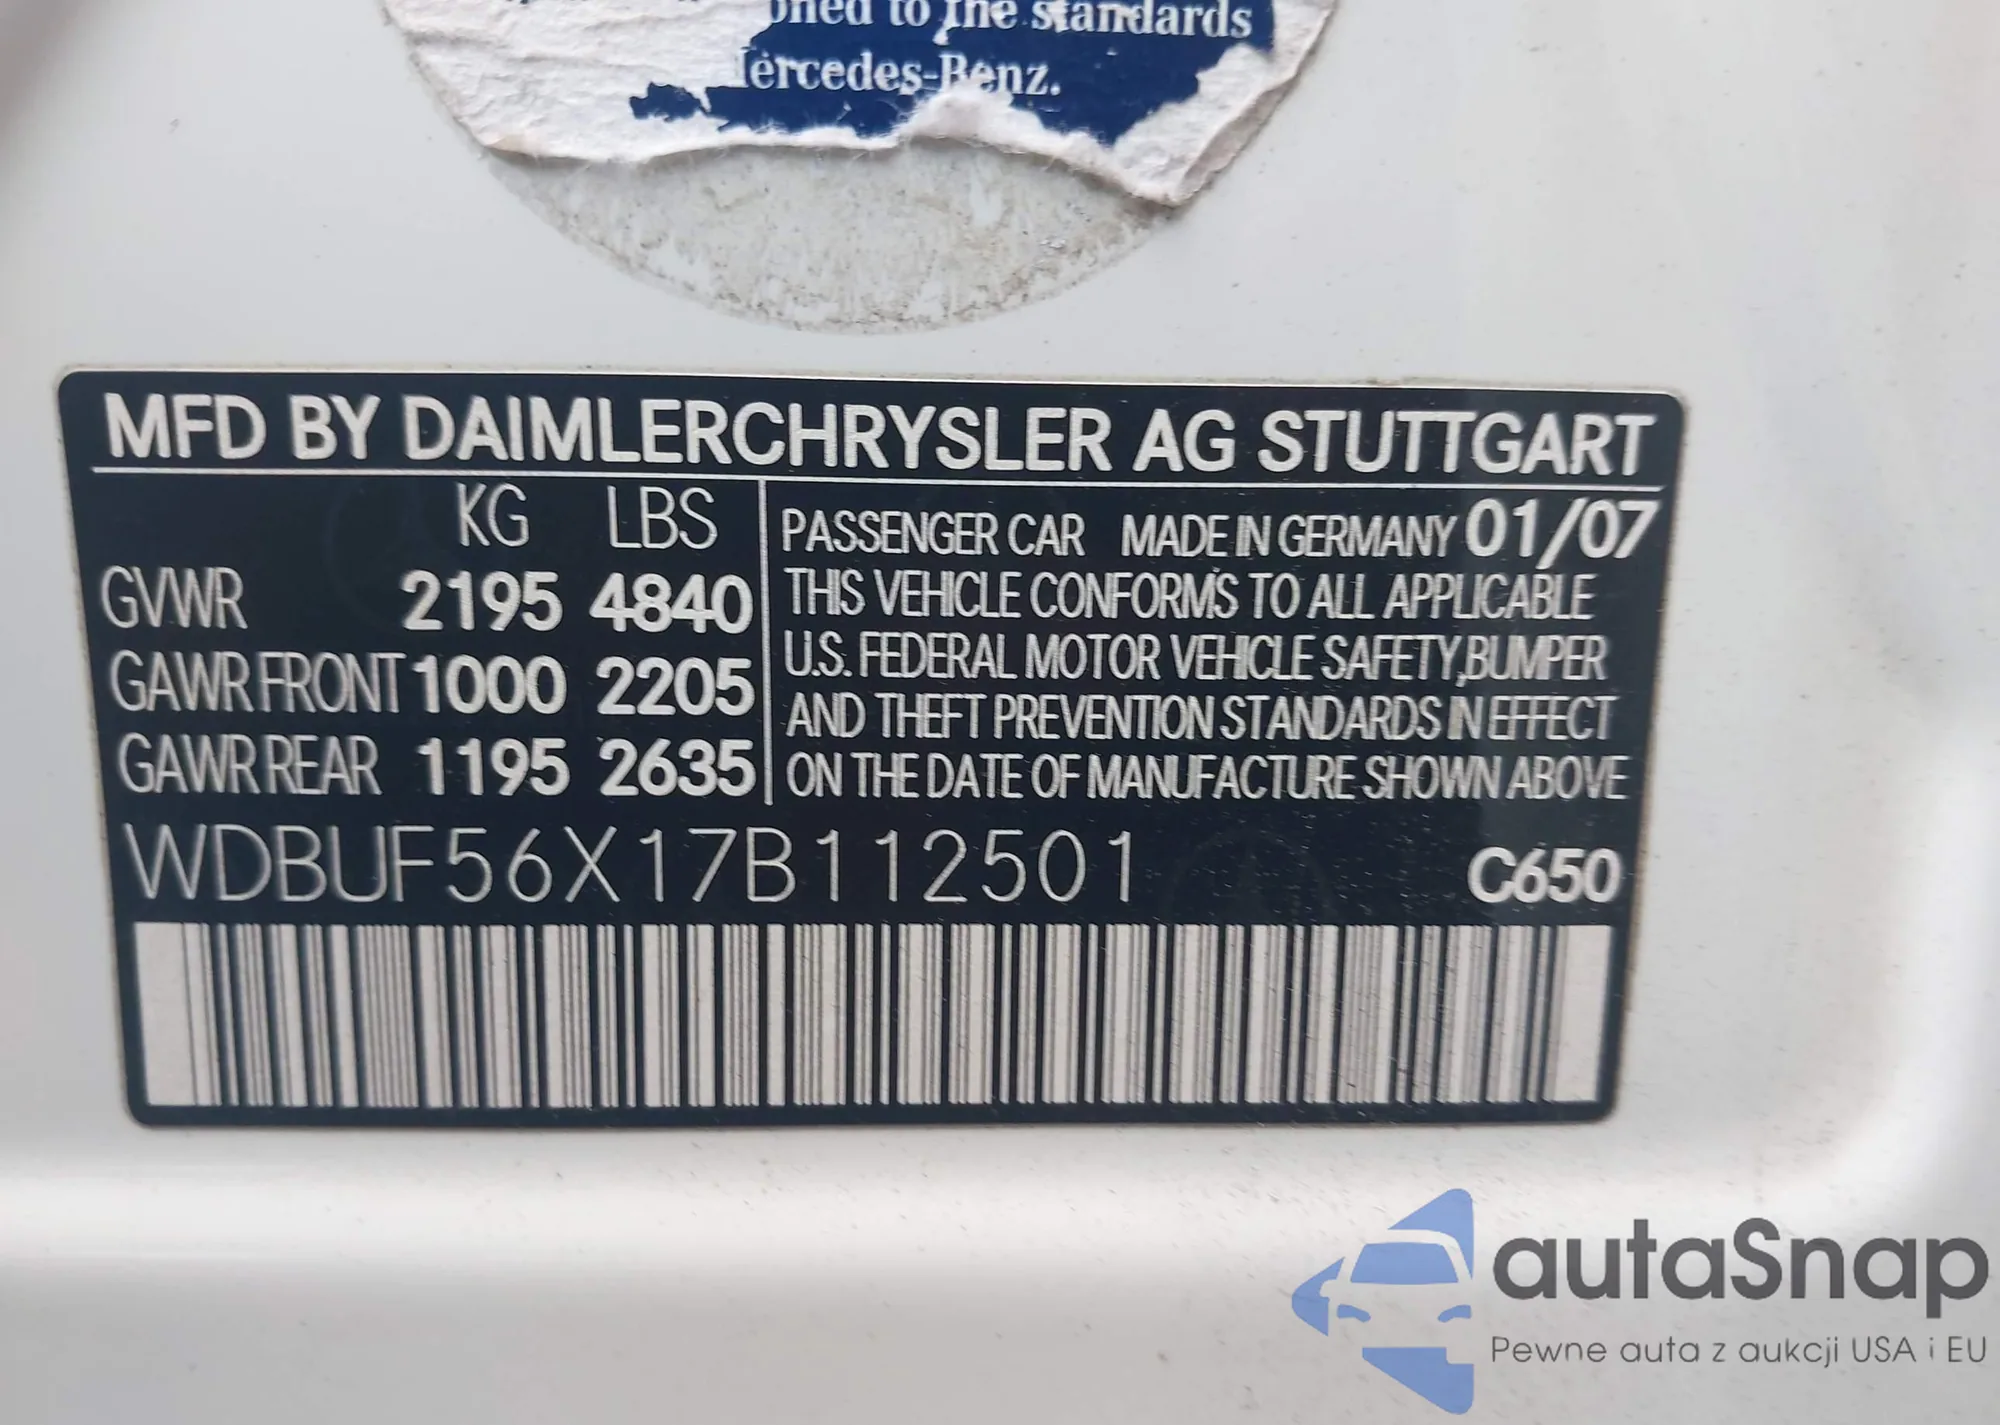 to the standards
Mercedes-Benz.
MFD BY DAIMLERCHRYSLER AG STUTTGART
KG LBS
GVWR 2195 4840
GAWR FRONT 1000 2205
GAWR REAR 1195 2635
PASSENGER CAR MADE IN GERMANY 01/07
THIS VEHICLE CONFORMS TO ALL APPLICABLE
U.S. FEDERAL MOTOR VEHICLE SAFETY, BUMPER
AND THEFT PREVENTION STANDARDS IN EFFECT
ON THE DATE OF MANUFACTURE SHOWN ABOVE
WDBUF56X17B112501 C650
autaSnap
Pewne auta z aukcji USA i EU